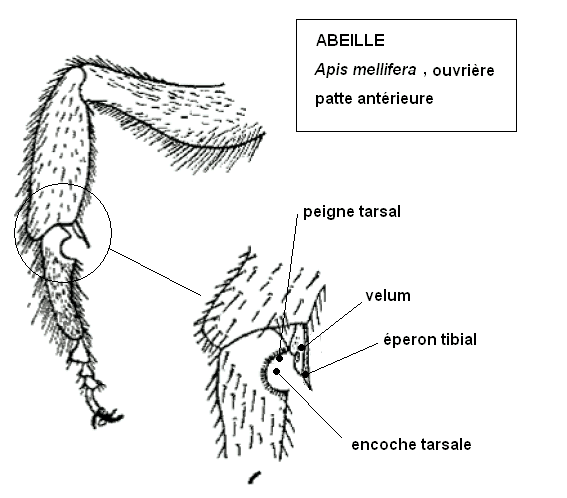 ABEILLE
Apis mellifera , ouvrière
patte antérieure
peigne tarsal
velum
éperon tibial
encoche tarsale